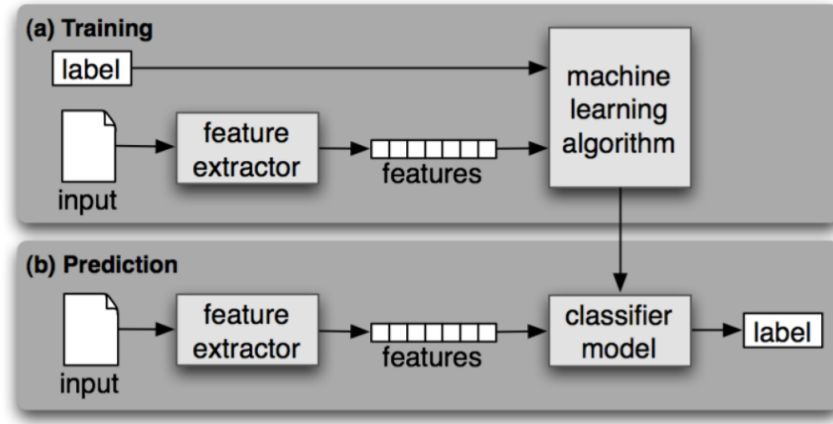 (a) Training
label
machine
learning
algorithm
feature
extractor
features
input
(b) Prediction
feature
extractor
features
classifier
model
label
input